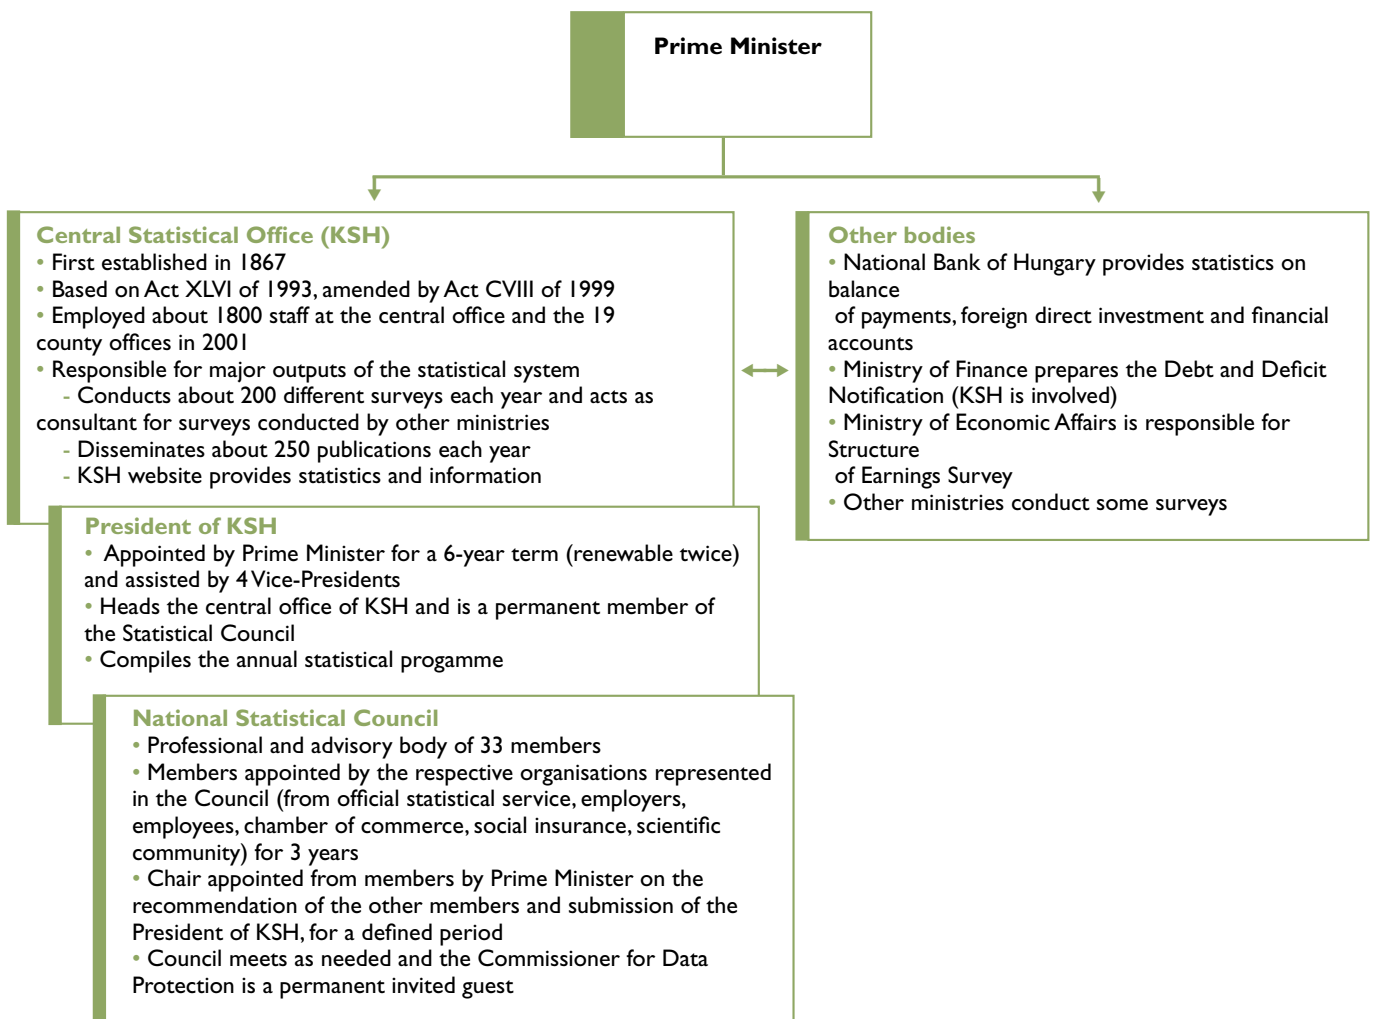 Prime Minister
Central Statistical Office (KSH)
• First established in 1867
• Based on Act XLVI of 1993, amended by Act CVIII of 1999
• Employed about 1800 staff at the central office and the 19
county offices in 2001
• Responsible for major outputs of the statistical system
- Conducts about 200 different surveys each year and acts as
consultant for surveys conducted by other ministries
- Disseminates about 250 publications each year
- KSH website provides statistics and information
Other bodies
• National Bank of Hungary provides statistics on
balance
of payments, foreign direct investment and financial
accounts
• Ministry of Finance prepares the Debt and Deficit
Notification (KSH is involved)
• Ministry of Economic Affairs is responsible for
Structure
of Earnings Survey
• Other ministries conduct some surveys
President of KSH
• Appointed by Prime Minister for a 6-year term (renewable twice)
and assisted by 4 Vice-Presidents
• Heads the central office of KSH and is a permanent member of
the Statistical Council
• Compiles the annual statistical progamme
National Statistical Council
• Professional and advisory body of 33 members
• Members appointed by the respective organisations represented
in the Council (from official statistical service, employers,
employees, chamber of commerce, social insurance, scientific
community) for 3 years
• Chair appointed from members by Prime Minister on the
recommendation of the other members and submission of the
President of KSH, for a defined period
• Council meets as needed and the Commissioner for Data
Protection is a permanent invited guest